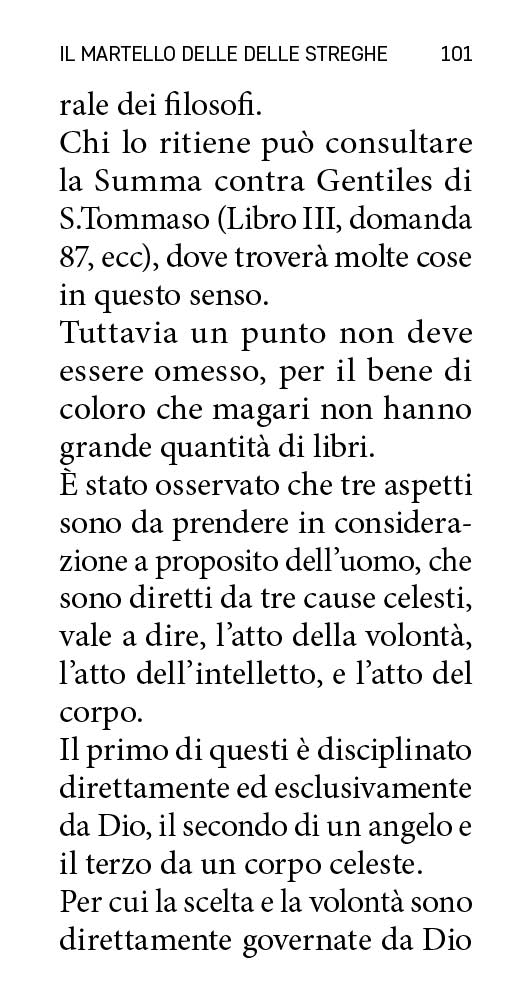 IL MARTELLO DELLE DELLE STREGHE 101
rale dei filosofi.
Chi lo ritiene può consultare
la Summa contra Gentiles di
S.Tommaso (Libro III, domanda
87, ecc), dove troverà molte cose
in questo senso.
Tuttavia un punto non deve
essere omesso, per il bene di
coloro che magari non hanno
grande quantità di libri.
È stato osservato che tre aspetti
sono da prendere in considera-
zione a proposito dell’uomo, che
sono diretti da tre cause celesti,
vale a dire, l’atto della volontà,
l’atto dell’intelletto, e l’atto del
corpo.
Il primo di questi è disciplinato
direttamente ed esclusivamente
da Dio, il secondo di un angelo e
il terzo da un corpo celeste.
Per cui la scelta e la volontà sono
direttamente governate da Dio